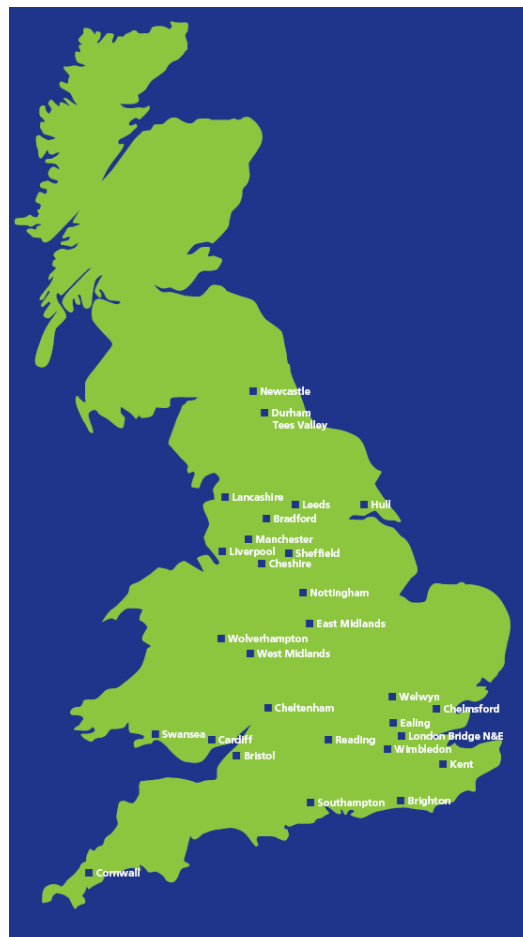 Newcastle
Durham
Tees Valley
Lancashire
Leeds
Hull
Bradford
Manchester
Liverpool
Sheffield
Cheshire
Nottingham
East Midlands
Wolverhampton
West Midlands
Welwyn
Cheltenham
Chelmsford
Ealing
Swansea
Cardiff
Reading
London Bridge N&E
Wimbledon
Bristol
Kent
Southampton
Brighton
Cornwall